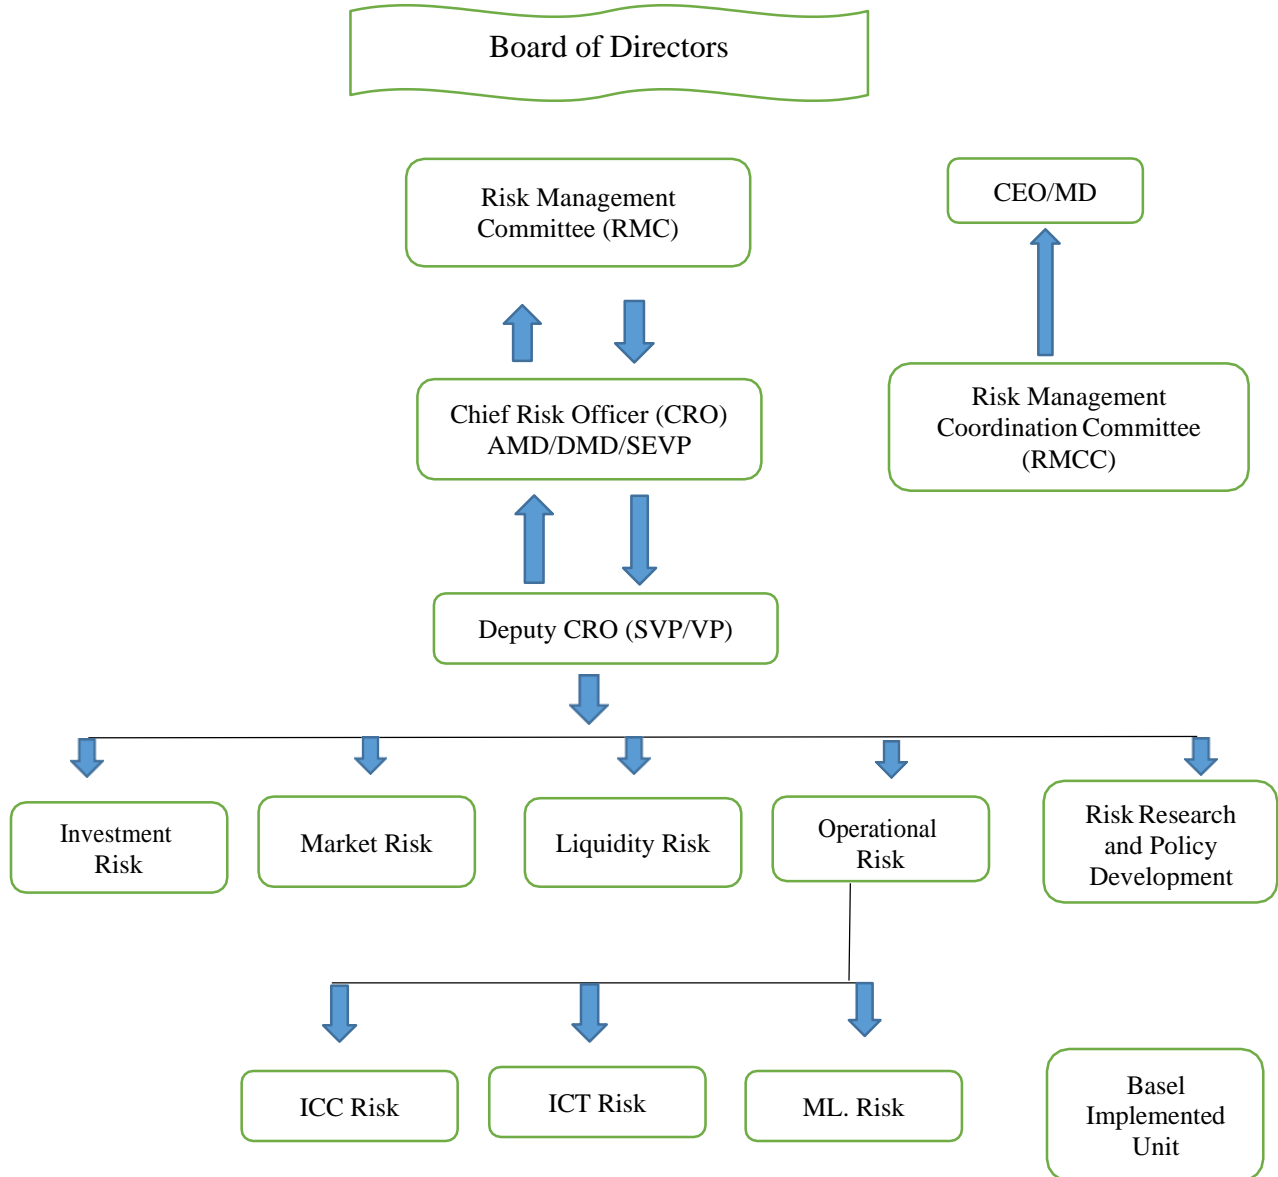 Board of Directors
Risk Management
Committee (RMC)
CEO/MD
Chief Risk Officer (CRO)
AMD/DMD/SEVP
Risk Management
Coordination Committee
(RMCC)
Deputy CRO (SVP/VP)
Investment
Risk
Market Risk
Liquidity Risk
Operational
Risk
Risk Research
and Policy
Development
ICC Risk
ICT Risk
ML. Risk
Basel
Implemented
Unit